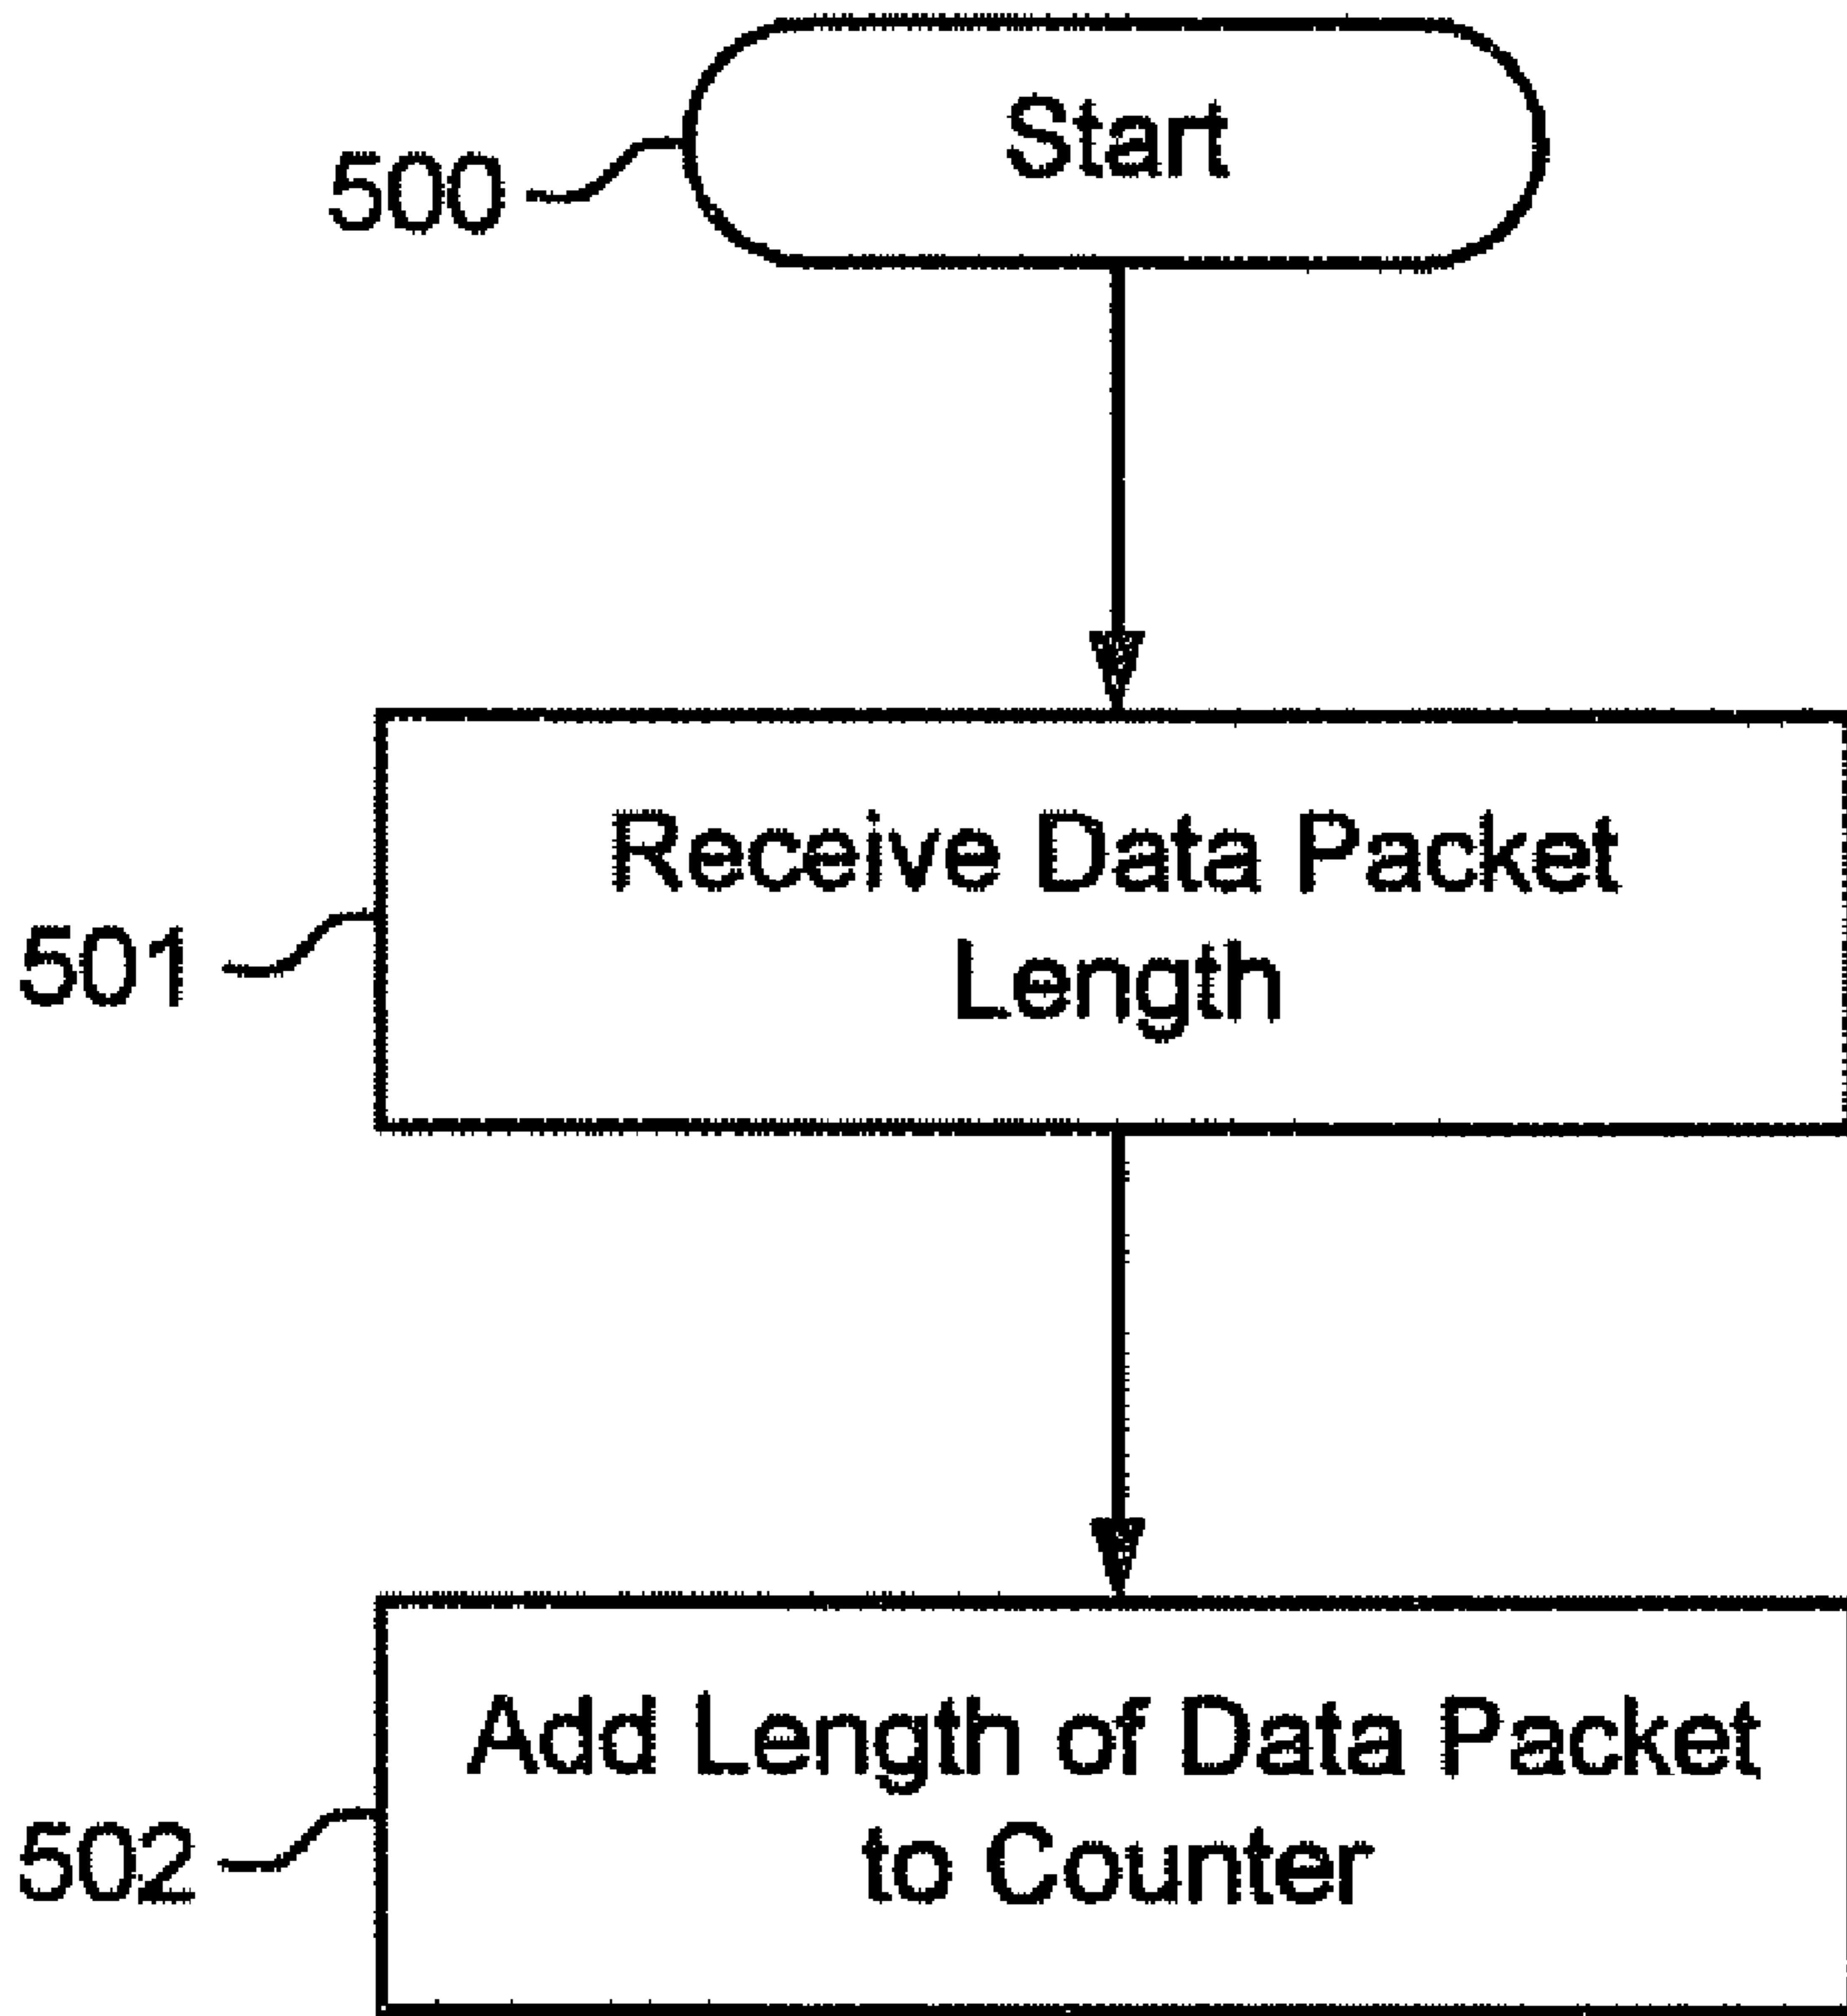 Start
500
Receive Data Packet
Length
501
Add Length of Data Packet
to Counter
502